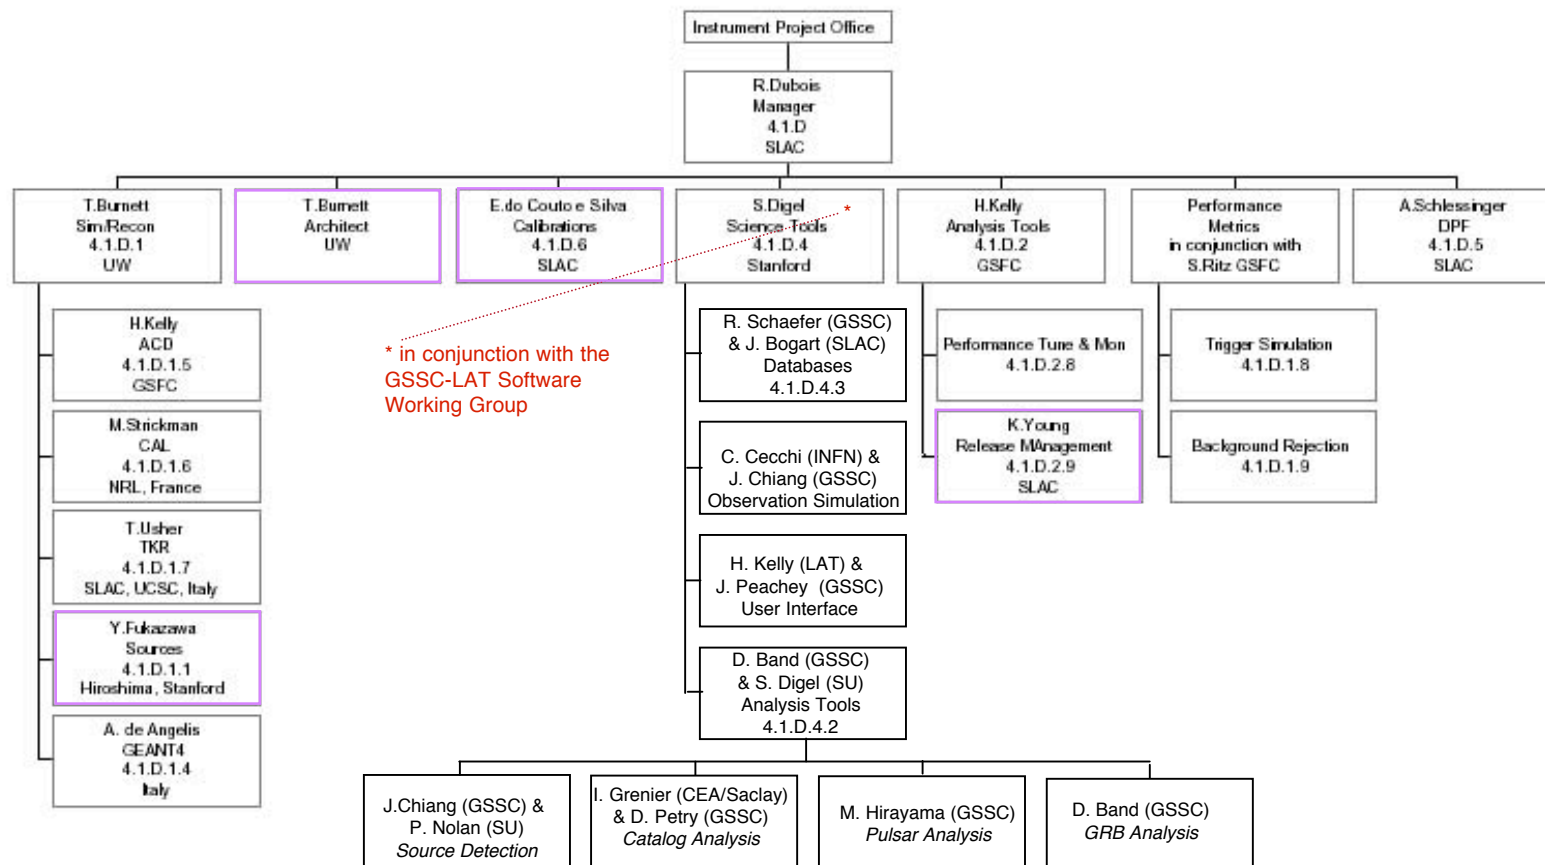 Instrument Project Office
R.Dubois
Manager
4.1.D
SLAC
T.Burnett
Sim/Recon
4.1.D.1
UW
T.Burnett
Architect
UW
E.do Couto e Silva
Calibrations
4.1.D.6
SLAC
S.Digel
Science Tools
4.1.D.4
Stanford
*
H.Kelly
Analysis Tools
4.1.D.2
GSFC
Performance
Metrics
in conjunction with
S.Ritz GSFC
A.Schlessinger
DPF
4.1.D.5
SLAC
H.Kelly
ACD
4.1.D.1.5
GSFC
M.Strickman
CAL
4.1.D.1.6
NRL, France
T.Usher
TKR
4.1.D.1.7
SLAC, UCSC, Italy
Y.Fukazawa
Sources
4.1.D.1.1
Hiroshima, Stanford
A. de Angelis
GEANT4
4.1.D.1.4
Italy
* in conjunction with the
GSSC-LAT Software
Working Group
R. Schaefer (GSSC)
& J. Bogart (SLAC)
Databases
4.1.D.4.3
C. Cecchi (INFN) &
J. Chiang (GSSC)
Observation Simulation
H. Kelly (LAT) &
J. Peachey (GSSC)
User Interface
D. Band (GSSC)
& S. Digel (SU)
Analysis Tools
4.1.D.4.2
Performance Tune & Mon
4.1.D.2.8
K.Young
Release MAnagement
4.1.D.2.9
SLAC
Trigger Simulation
4.1.D.1.8
Background Rejection
4.1.D.1.9
J.Chiang (GSSC) &
P. Nolan (SU)
Source Detection
I. Grenier (CEA/Saclay)
& D. Petry (GSSC)
Catalog Analysis
M. Hirayama (GSSC)
Pulsar Analysis
D. Band (GSSC)
GRB Analysis